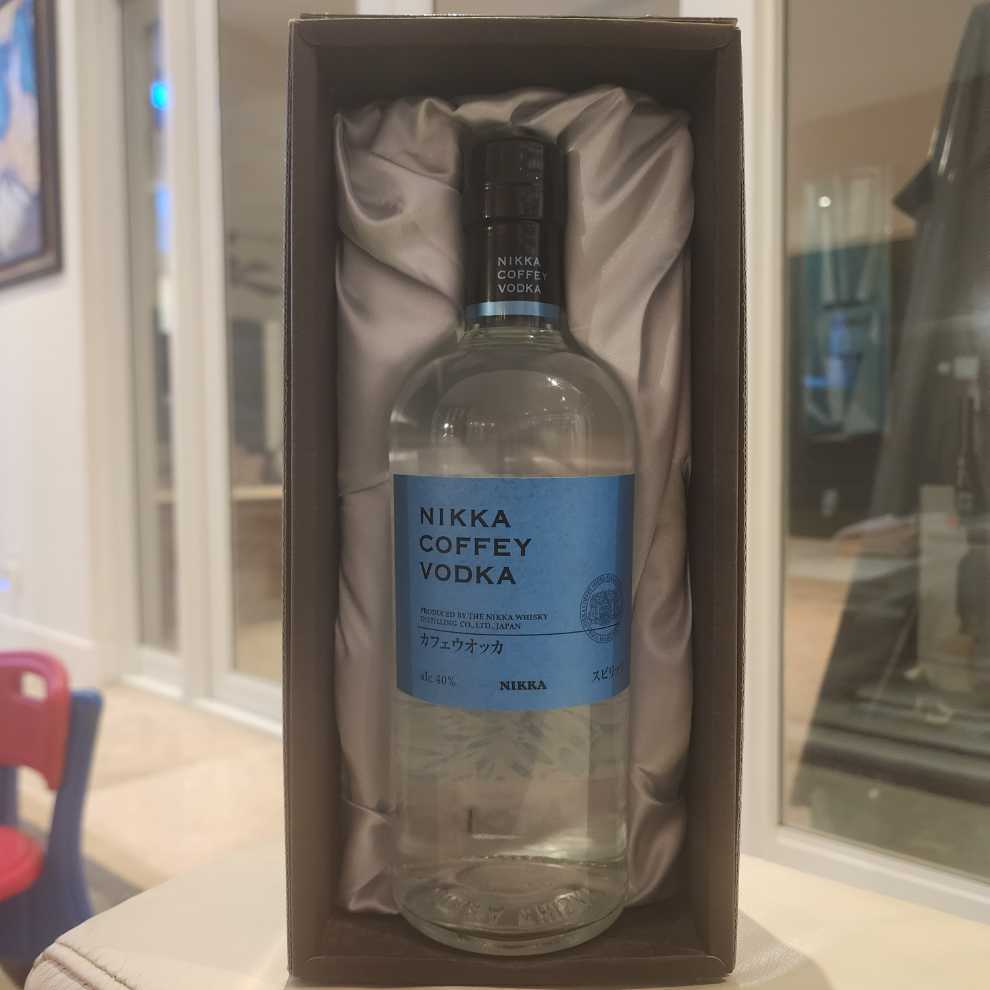 NIKKA
COFFEY
VODKA
NIKKA
COFFEY
VODKA
PRODUCED BY THE NIKKA WHISKY
DISTILLING CO., LTD., JAPAN
カフェウオッカ
alc. 40%
NIKKA